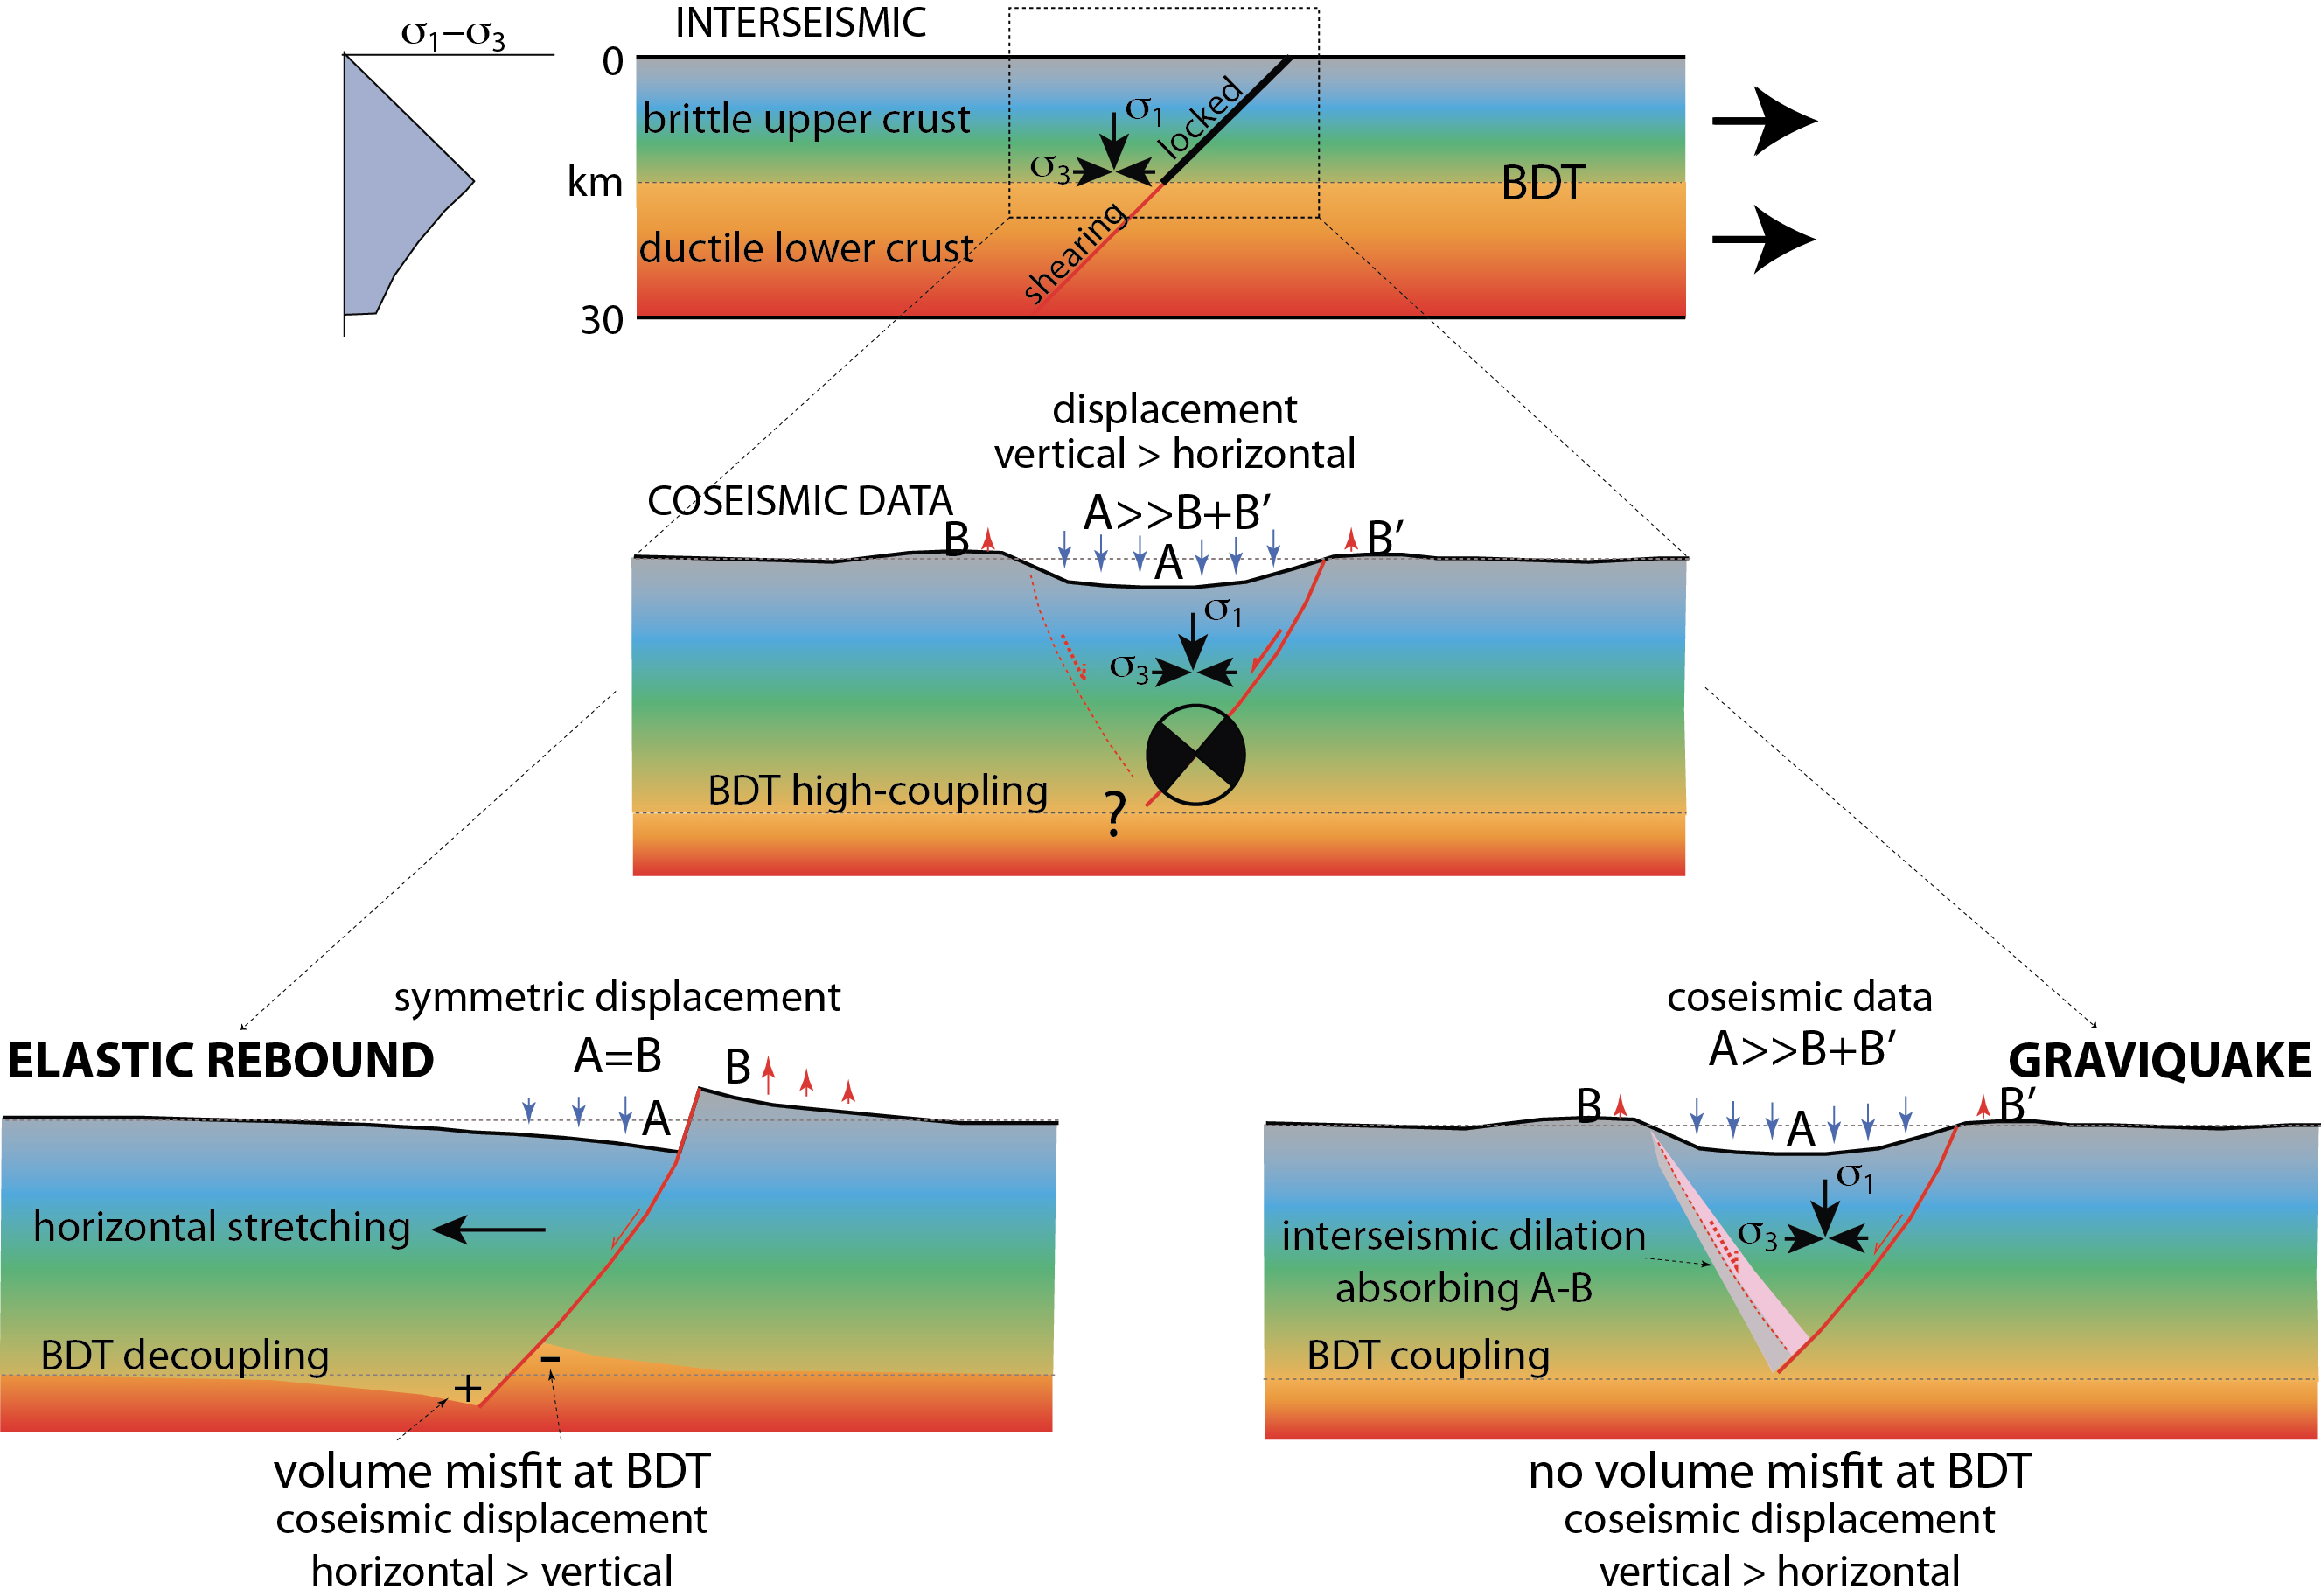 σ1–σ3
INTERSEISMIC
0
brittle upper crust
σ1
locked
σ3
km
BDT
ductile lower crust
shearing
30
displacement
vertical > horizontal
COSEISMIC DATA
A>>B+B’
B
A
B’
σ1
σ3
BDT high-coupling
?
symmetric displacement
ELASTIC REBOUND
A=B
B
A
horizontal stretching
BDT decoupling
–
+
volume misfit at BDT
coseismic displacement
horizontal > vertical
coseismic data
A>>B+B’
GRAVIQUAKE
B
A
B’
σ1
interseismic dilation
σ3
absorbing A-B
BDT coupling
no volume misfit at BDT
coseismic displacement
vertical > horizontal